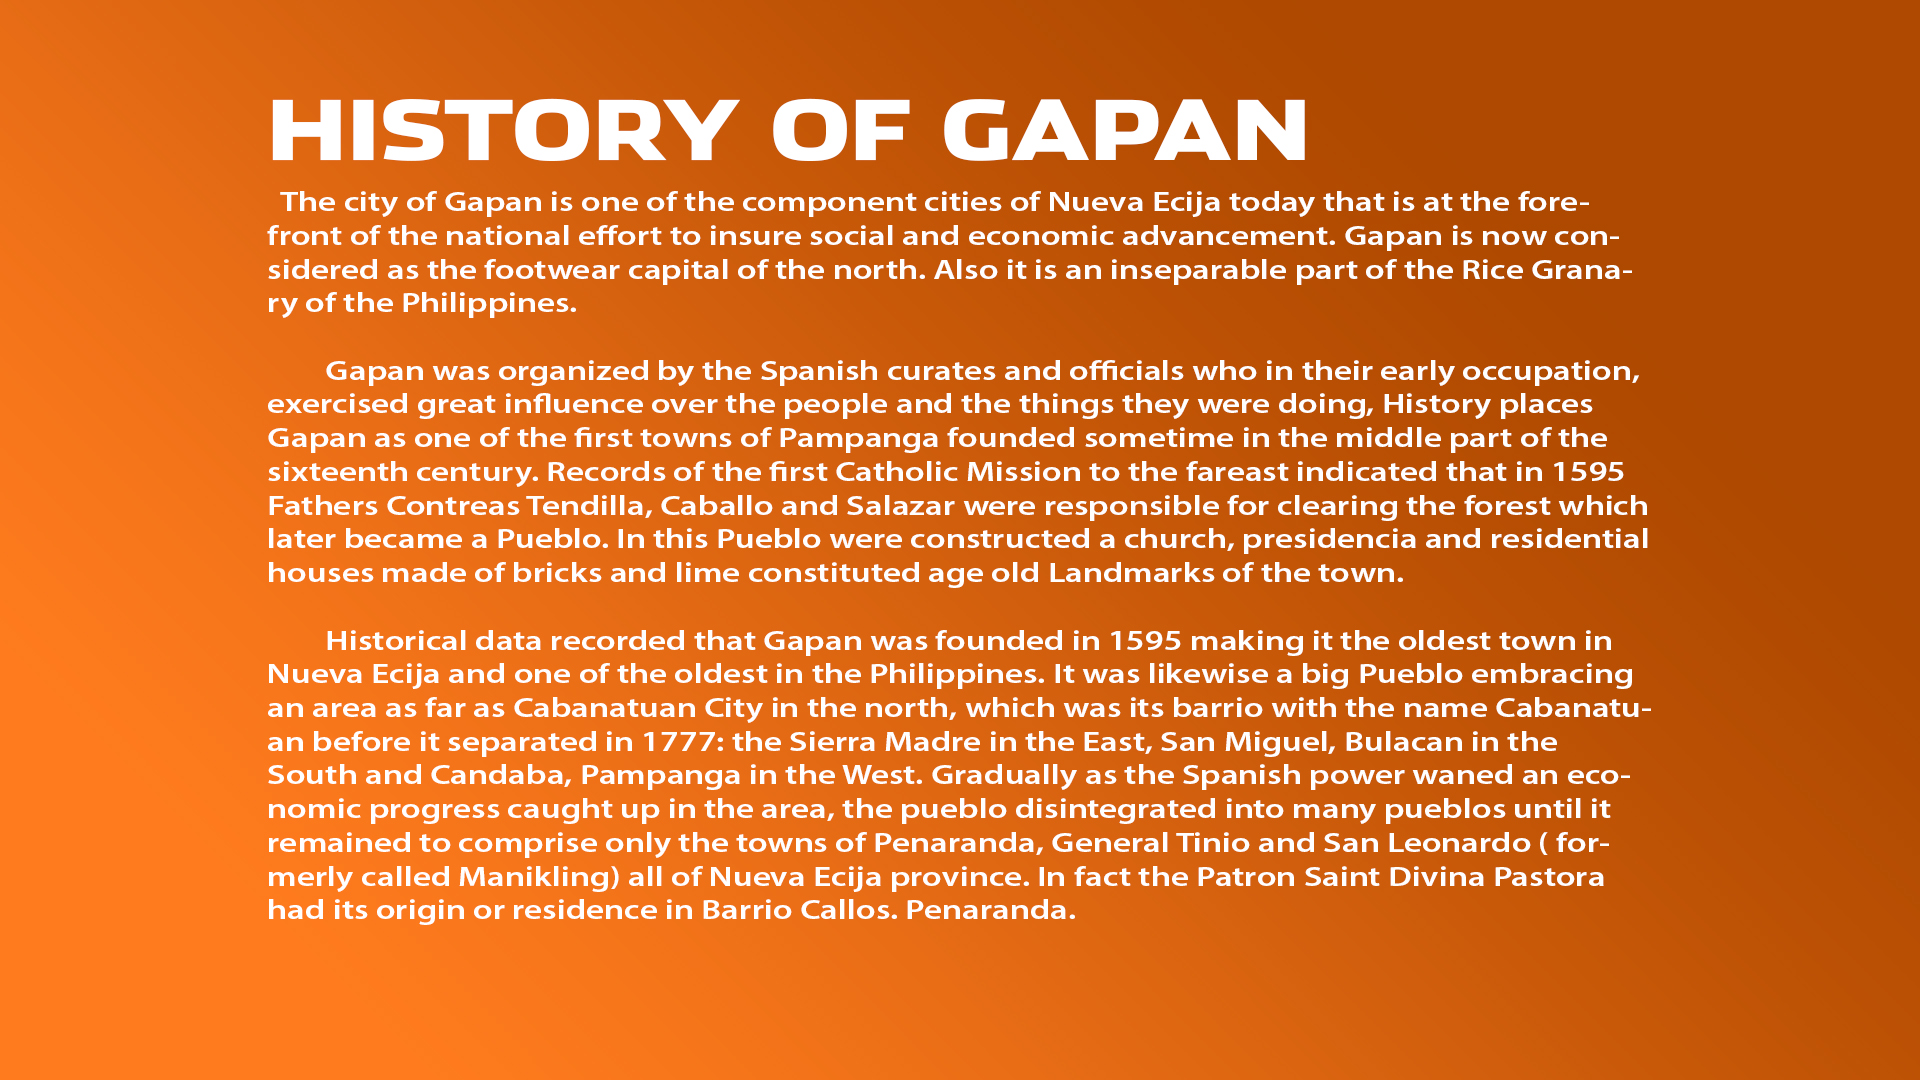 HISTORY OF GAPAN
The city of Gapan is one of the component cities of Nueva Ecija today that is at the fore-
front of the national effort to insure social and economic advancement. Gapan is now con-
sidered as the footwear capital of the north. Also it is an inseparable part of the Rice Grana-
ry of the Philippines.
Gapan was organized by the Spanish curates and officials who in their early occupation,
exercised great influence over the people and the things they were doing, History places
Gapan as one of the first towns of Pampanga founded sometime in the middle part of the
sixteenth century. Records of the first Catholic Mission to the fareast indicated that in 1595
Fathers Contreas Tendilla, Caballo and Salazar were responsible for clearing the forest which
later became a Pueblo. In this Pueblo were constructed a church, presidencia and residential
houses made of bricks and lime constituted age old Landmarks of the town.
Historical data recorded that Gapan was founded in 1595 making it the oldest town in
Nueva Ecija and one of the oldest in the Philippines. It was likewise a big Pueblo embracing
an area as far as Cabanatuan City in the north, which was its barrio with the name Cabanatu-
an before it separated in 1777: the Sierra Madre in the East, San Miguel, Bulacan in the
South and Candaba, Pampanga in the West. Gradually as the Spanish power waned an eco-
nomic progress caught up in the area, the pueblo disintegrated into many pueblos until it
remained to comprise only the towns of Penaranda, General Tinio and San Leonardo ( for-
merly called Manikling) all of Nueva Ecija province. In fact the Patron Saint Divina Pastora
had its origin or residence in Barrio Callos. Penaranda.